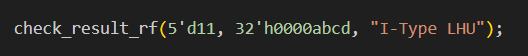 check_result_rf(5'd11, 32'h0000abcd, "I-Type LHU");